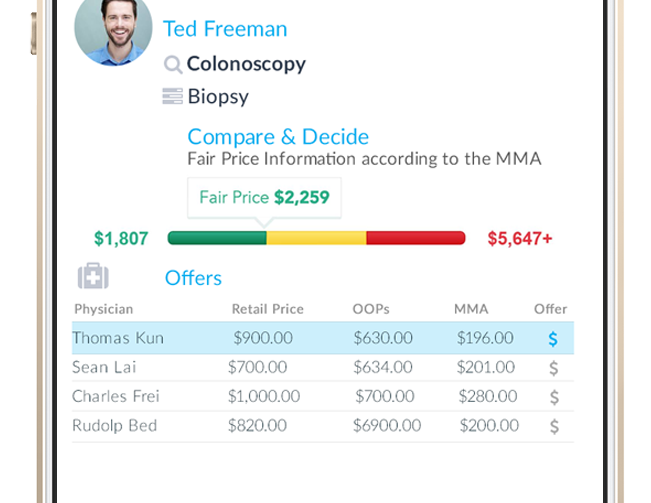 Ted Freeman
Colonoscopy
Biopsy
Compare & Decide
Fair Price Information according to the MMA
Fair Price $2,259
$1,807 $5,647+
Offers
Physician Retail Price OOPs MMA Offer
Thomas Kun $900.00 $630.00 $196.00 $
Sean Lai $700.00 $634.00 $201.00 $
Charles Frei $1,000.00 $700.00 $280.00 $
Rudolp Bed $820.00 $6900.00 $200.00 $